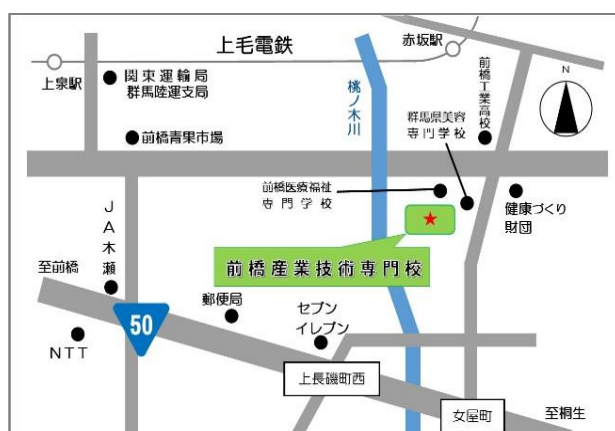 上毛電鉄
赤坂駅
上泉駅
関東運輸局
群馬陸運支局
桃ノ木川
前橋工業高校
N
群馬県美容
専門学校
前橋青果市場
前橋医療福祉
専門学校
健康づくり
財団
JA木瀬
前橋産業技術専門校
至前橋
50
郵便局
セブン
イレブン
NTT
上長磯町西
女屋町
至桐生